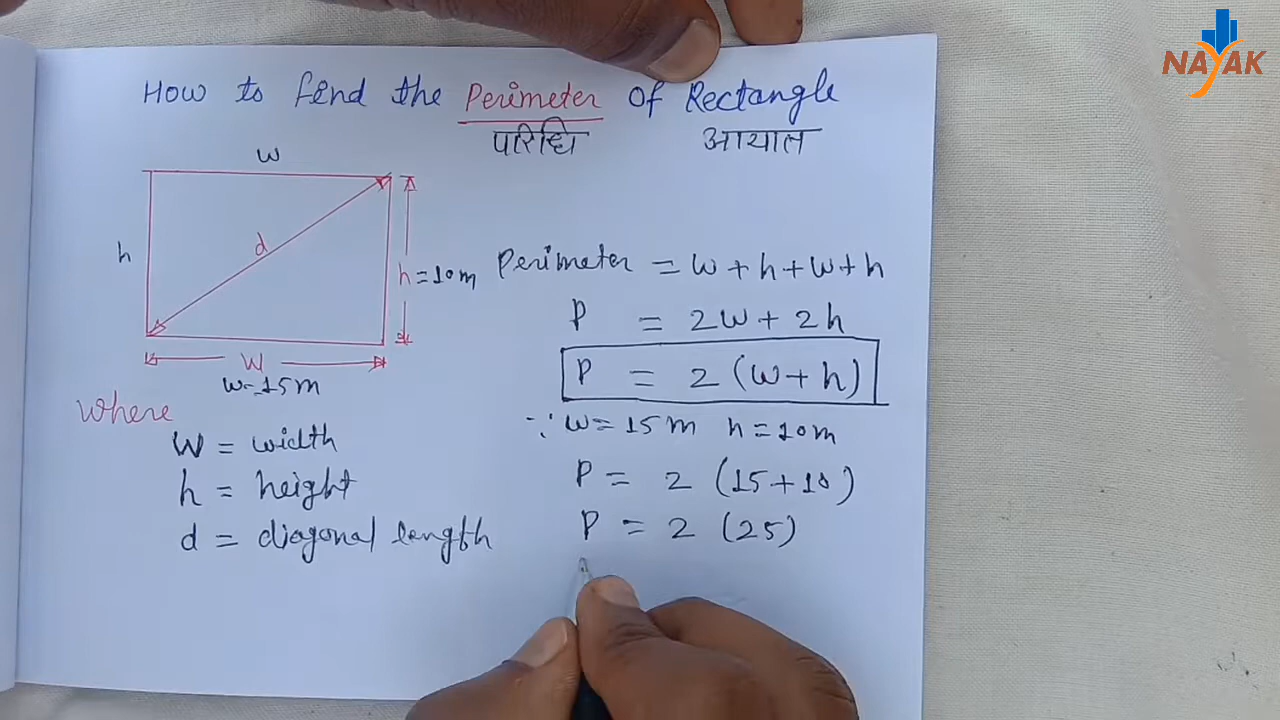 NAYAK
How to find the Perimeter of Rectangle
परिधि आयात
w
h
d
h = 10m
W
w = 15m
where
W = width
h = height
d = diagonal length
Perimeter = w + h + w + h
P = 2w + 2h
P = 2 (w + h)
∵ w = 15m h = 10m
P = 2 (15 + 10)
P = 2 (25)